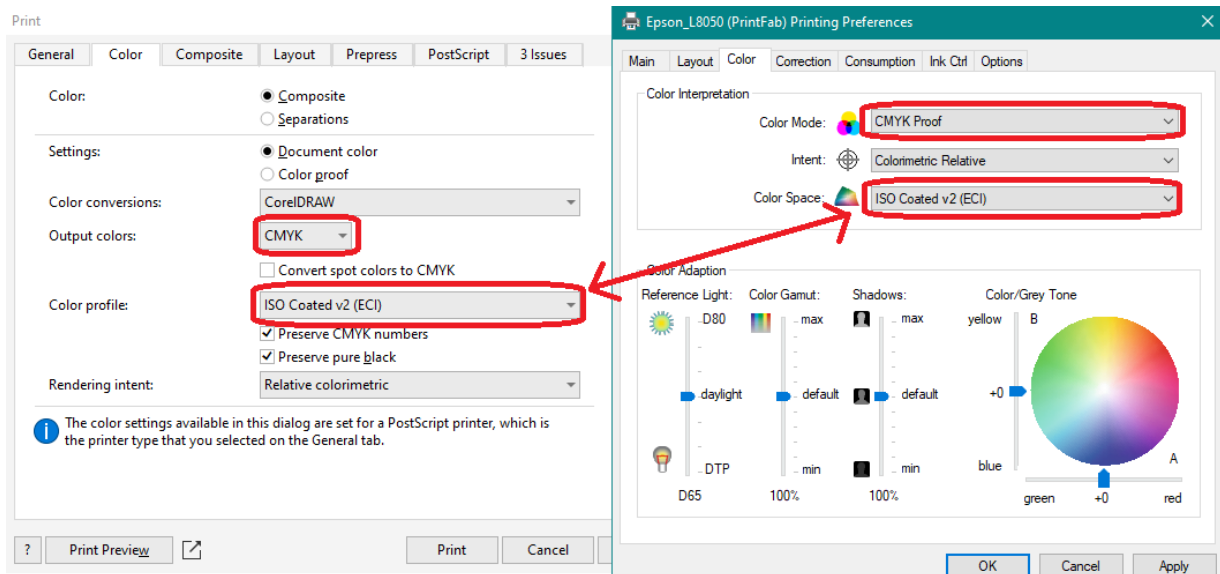 Print
General Color Composite Layout Prepress PostScript 3 Issues
Color: Composite
Separations
Settings: Document color
Color proof
Color conversions: CorelDRAW
Output colors: CMYK
Convert spot colors to CMYK
Color profile: ISO Coated v2 (ECI)
Preserve CMYK numbers
Preserve pure black
Rendering intent: Relative colorimetric
i The color settings available in this dialog are set for a PostScript printer, which is
the printer type that you selected on the General tab.
? Print Preview Print Cancel
Epson_L8050 (PrintFab) Printing Preferences
Main Layout Color Correction Consumption Ink Ctrl Options
Color Interpretation
Color Mode: CMYK Proof
Intent: Colorimetric Relative
Color Space: ISO Coated v2 (ECI)
Color Adaption
Reference Light: Color Gamut: Shadows: Color/Grey Tone
D80 max max yellow B
daylight default default +0
DTP min min blue A
D65 100% 100% green +0 red
OK Cancel Apply